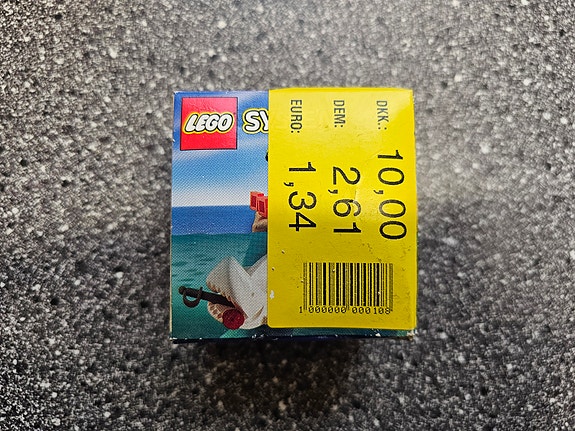 LEGO SY
DKK.: 10,00
DEM: 2,61
EURO: 1,34
1 000000 000108